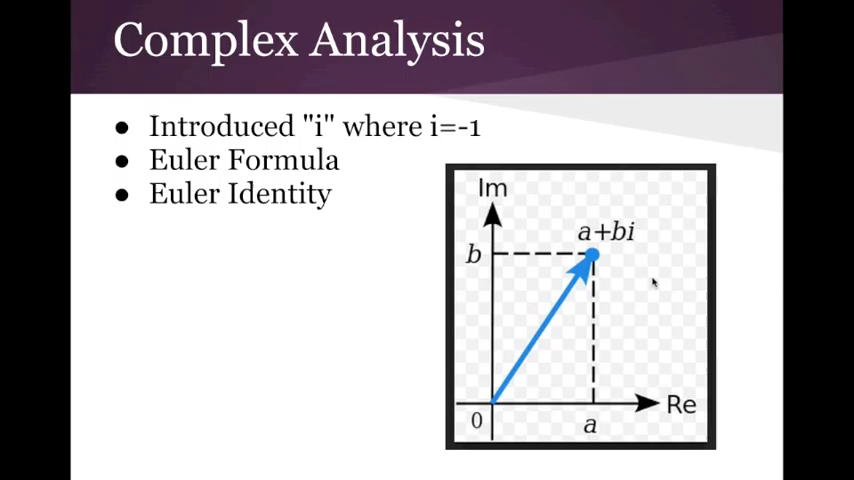 Complex Analysis
● Introduced "i" where i=-1
● Euler Formula
● Euler Identity
Im
a+bi
b
Re
0
a